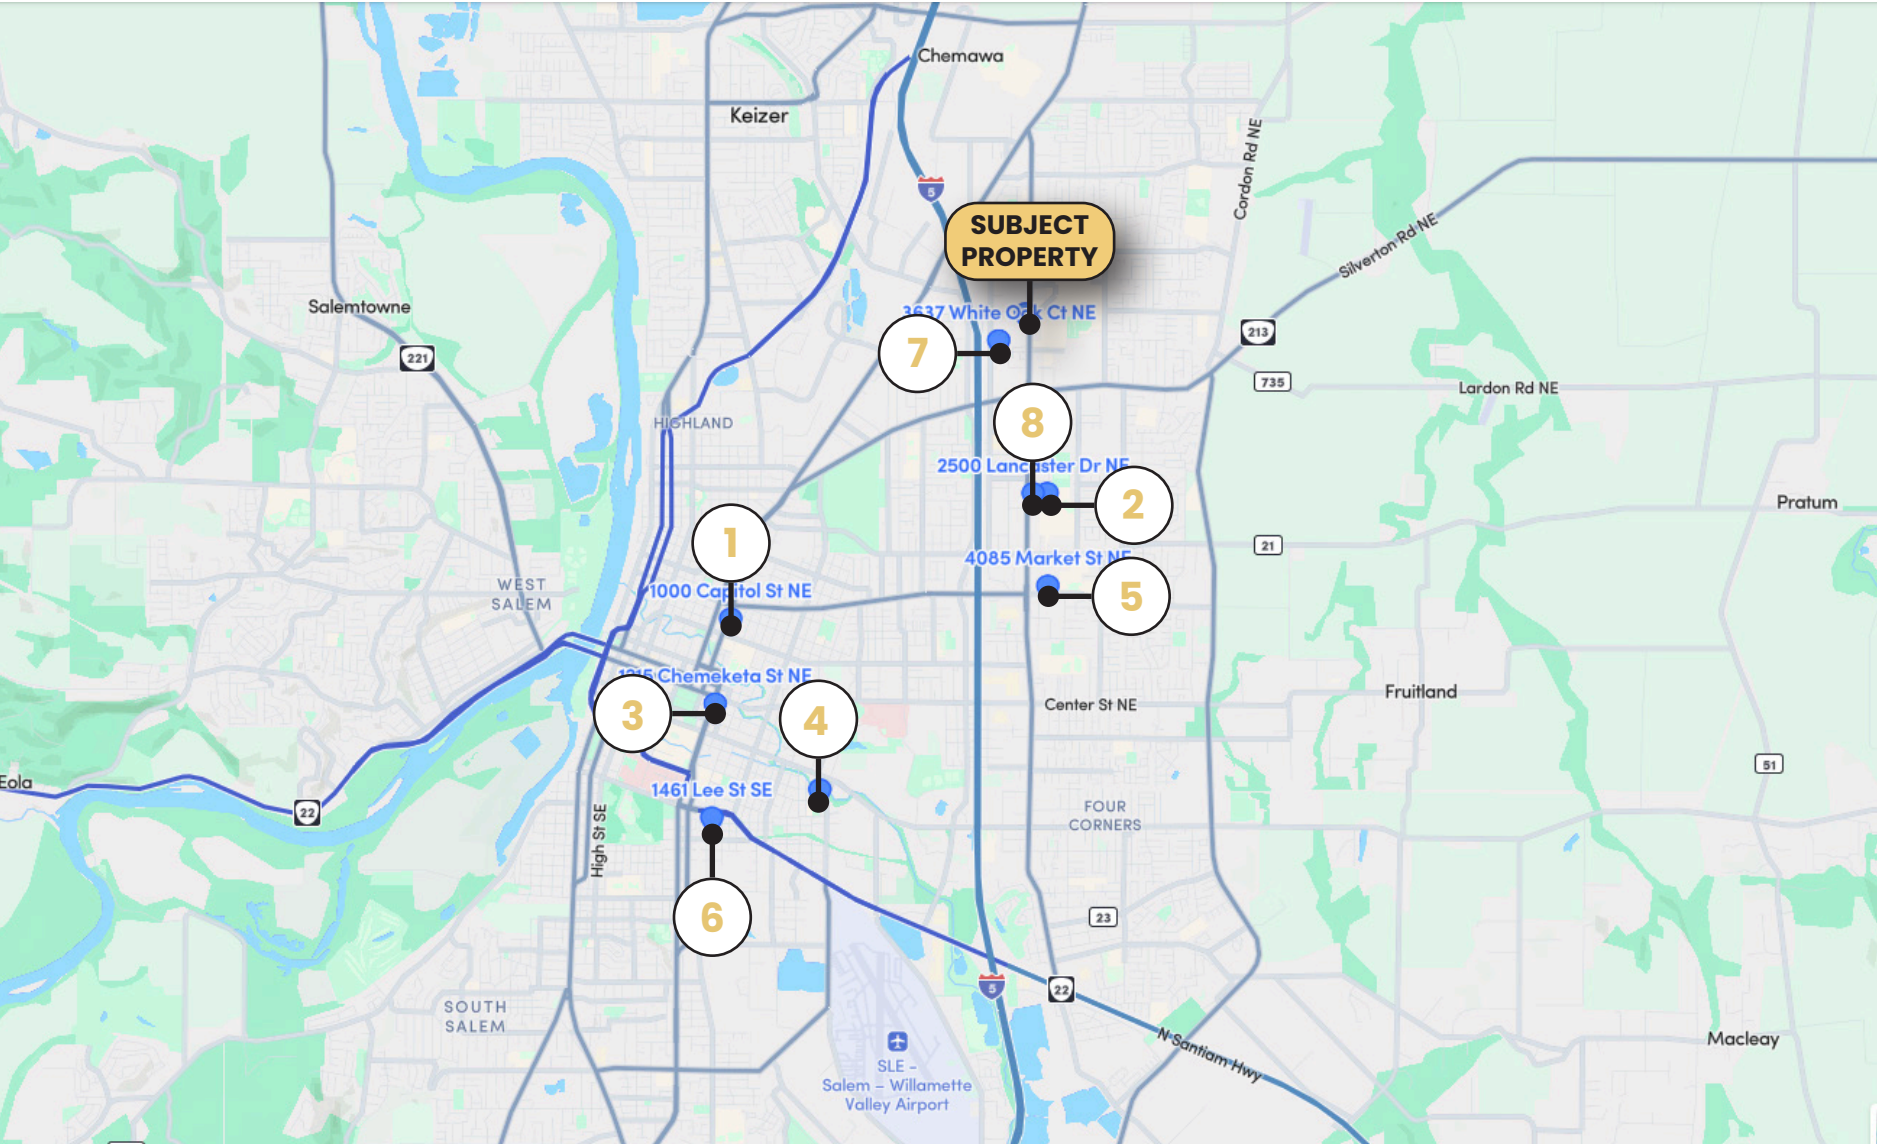 Chemawa
Keizer
5
Cordon Rd NE
SUBJECT
PROPERTY
Silverton Rd NE
Salemtowne
3637 White Oak Ct NE
213
7
221
735
Lardon Rd NE
HIGHLAND
8
2500 Lancaster Dr NE
2
Pratum
1
21
4085 Market St NE
WEST
SALEM
1000 Capitol St NE
5
Chemeketa St NE
Fruitland
3
4
Center St NE
51
Eola
1461 Lee St SE
22
FOUR
CORNERS
High St SE
6
23
5
22
SOUTH
SALEM
N Santiam Hwy
Macleay
SLE -
Salem – Willamette
Valley Airport